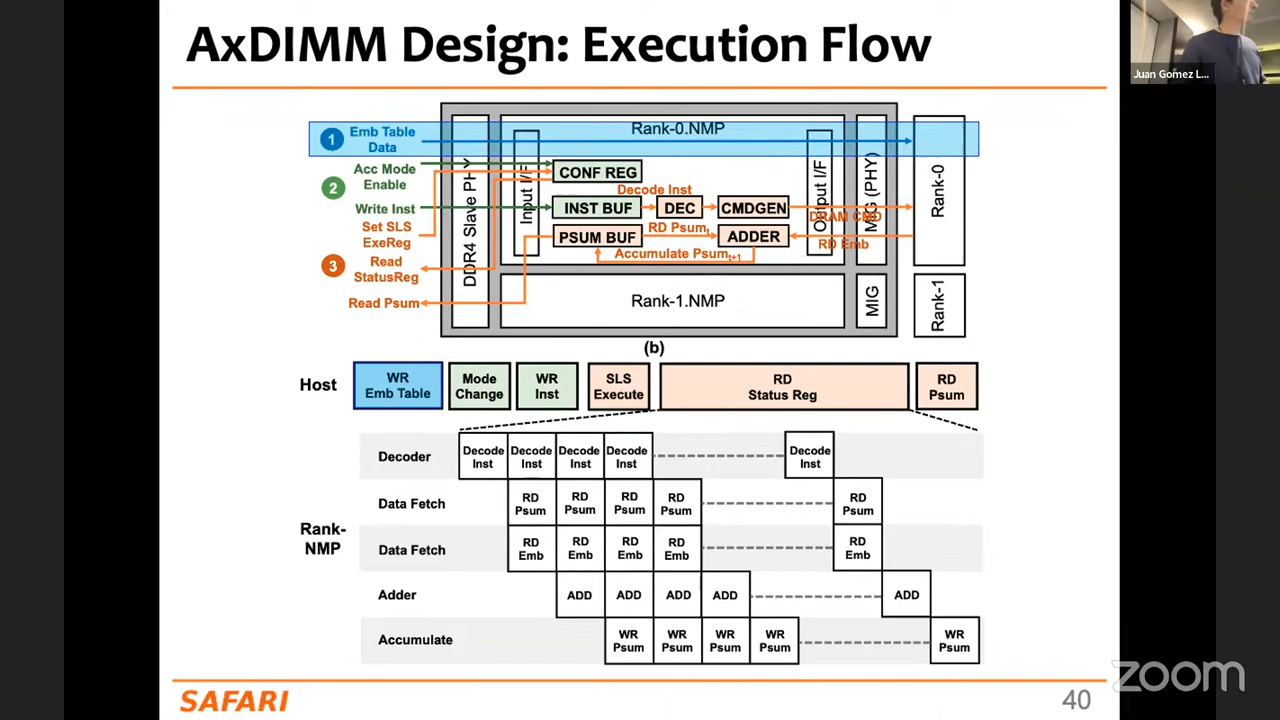 AxDIMM Design: Execution Flow
Juan Gomez L...
1 Emb Table Data
Rank-0.NMP
Acc Mode Enable
2
Write Inst
Set SLS ExeReg
3 Read StatusReg
Read Psum
DDR4 Slave PHY
Input I/F
CONF REG
Decode Inst
INST BUF
DEC
CMDGEN
DRAM CMD
RD Psumt
PSUM BUF
ADDER
RD Emb
Accumulate Psumt+1
Output I/F
MIG (PHY)
Rank-0
Rank-1.NMP
MIG
Rank-1
(b)
Host
WR Emb Table
Mode Change
WR Inst
SLS Execute
RD Status Reg
RD Psum
Rank-NMP
Decoder
Decode Inst
Decode Inst
Decode Inst
Decode Inst
Decode Inst
Data Fetch
RD Psum
RD Psum
RD Psum
RD Psum
RD Psum
Data Fetch
RD Emb
RD Emb
RD Emb
RD Emb
RD Emb
Adder
ADD
ADD
ADD
ADD
ADD
Accumulate
WR Psum
WR Psum
WR Psum
WR Psum
WR Psum
SAFARI
40
zoom